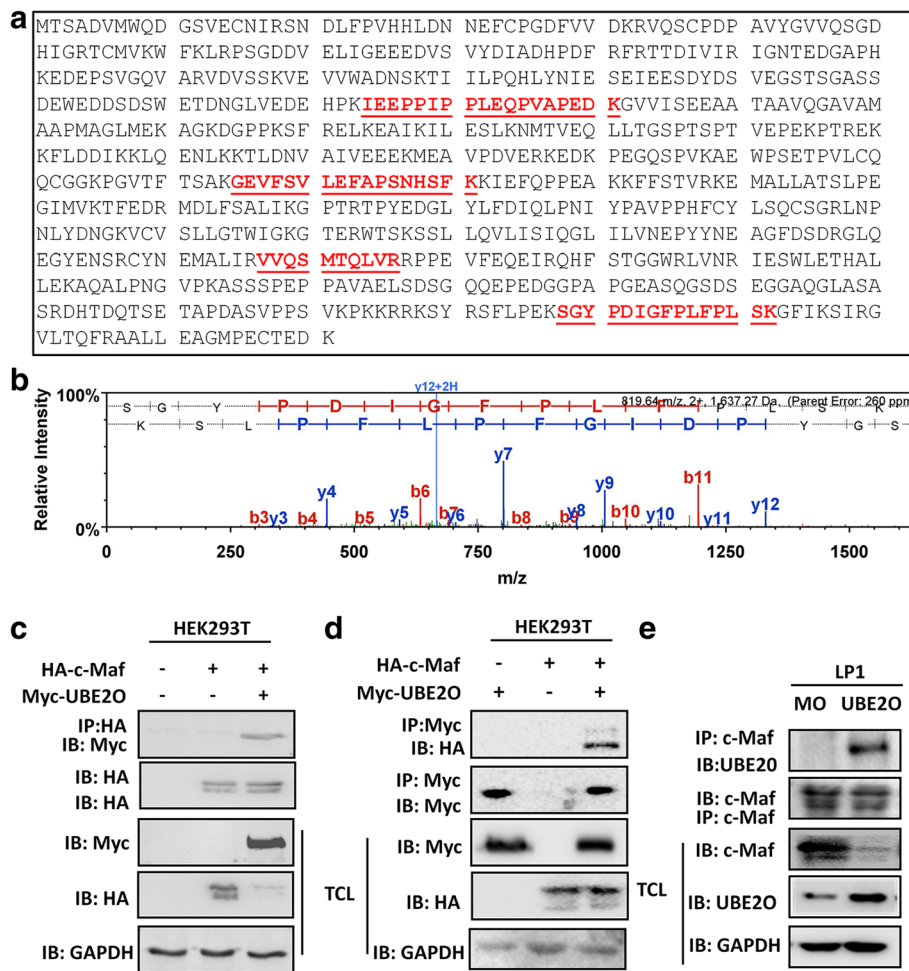 a
MTSADVMWQD GSVECNIRSN DLFPVHHLDN NEFCPGDFVV DKRVQSCPDP AVYGVVQSGD
HIGRTCMVKW FKLRPSGDDV ELIGEEEDVS VYDIADHPDF RFRTTDIVIR IGNTEDGAPH
KEDEPSVGQV ARVDVSSKVE VVWADNSKTI ILPQHLYNIE SEIEESDYDS VEGSTSGASS
DEWEDDSDSW ETDNGLVEDE HPKIEEPPIP PLEQPVAPED KGVVISEEAA TAAVQGAVAM
AAPMAGLMEK AGKDGPPKSF RELKEAIKIL ESLKNMTVEQ LLTGSPTSPT VEPEKPTREK
KFLDDIKKLQ ENLKKTLDNV AIVEEEKMEA VPDVERKEDK PEGQSPVKAE WPSETPVLCQ
QCGGKPGVTF TSAKGEVFSV LEFAPSNHSF KKIEFQPPEA KKFFSTVRKE MALLATSLPE
GIMVKTFEDR MDLFSALIKG PTRTPYEDGL YLFDIQLPNI YPAVPPHFCY LSQCSGRLNP
NLYDNGKVCV SLLGTWIGKG TERWTSKSSL LQVLISIQGL ILVNEPYYNE AGFDSDRGLQ
EGYENSRCYN EMALIRVVQS MTQLVRRPPE VFEQEIRQHF STGGWRLVNR IESWLETHAL
LEKAQALPNG VPKASSSPEP PAVAELSDSG QQEPEDGGPA PGEASQGSDS EGGAQGLASA
SRDHTDQTSE TAPDASVPPS VKPKKRRKSY RSFLPEKSGY PDIGFPLFPL SKGFIKSIRG
VLTQFRAALL EAGMPECTED K
b
y12+2H
100%
S G Y P D I G F P L F P L S K
819.64 m/z, 2+, 1,637.27 Da, (Parent Error: 260 ppm
K S L P F L P F G I D P Y G S
Relative Intensity
y7
y4 b6 y9 b11
b3 y3 b4 b5 y5 b7 y6 b8 b9 y8 b10 y10 y11 y12
0%
0 250 500 750 1000 1250 1500
m/z
c
HEK293T
HA-c-Maf - + +
Myc-UBE2O - - +
IP:HA
IB: Myc
IB: HA
IB: HA
IB: Myc
IB: HA
IB: GAPDH
TCL
d
HEK293T
HA-c-Maf - + +
Myc-UBE2O + - +
IP:Myc
IB: HA
IP: Myc
IB: Myc
IB: Myc
IB: HA
IB: GAPDH
e
LP1
MO UBE2O
IP: c-Maf
IB:UBE20
IB: c-Maf
IP: c-Maf
IB: c-Maf
TCL
IB: UBE2O
IB: GAPDH